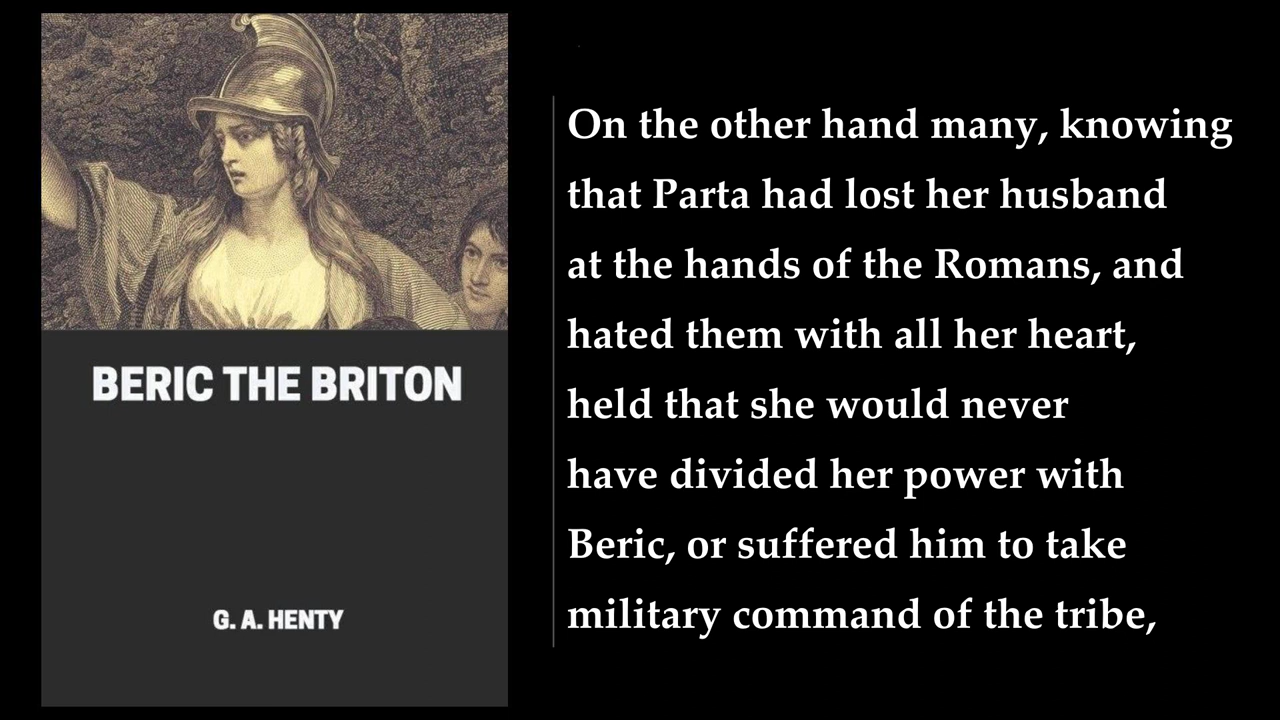 BERIC THE BRITON
G. A. HENTY
On the other hand many, knowing
that Parta had lost her husband
at the hands of the Romans, and
hated them with all her heart,
held that she would never
have divided her power with
Beric, or suffered him to take
military command of the tribe,